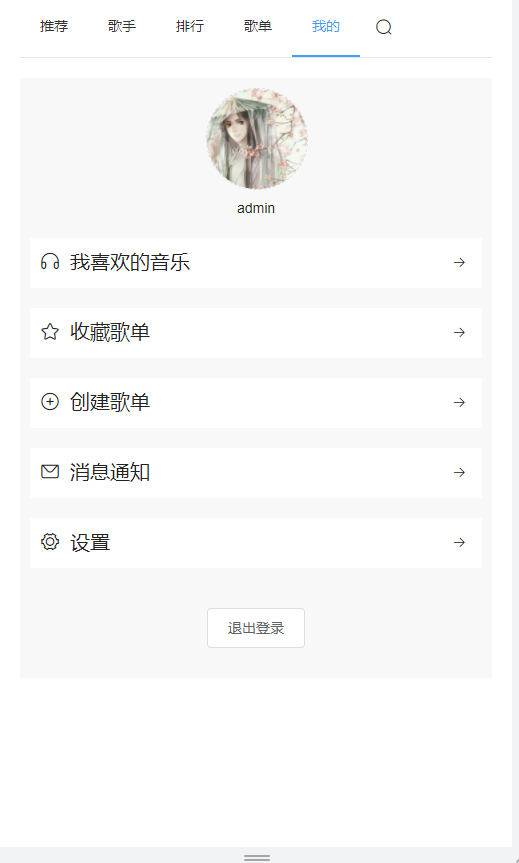 推荐 歌手 排行 歌单 我的
admin
我喜欢的音乐
收藏歌单
创建歌单
消息通知
设置
退出登录